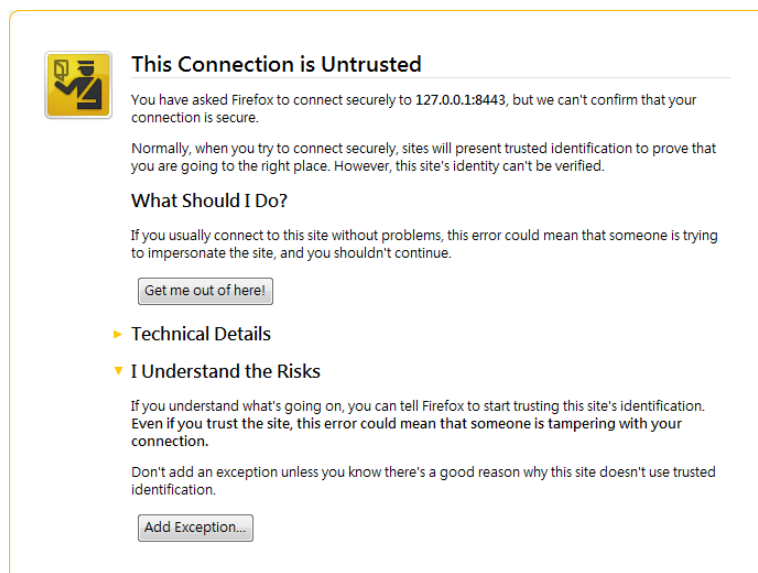 This Connection is Untrusted
You have asked Firefox to connect securely to 127.0.0.1:8443, but we can't confirm that your
connection is secure.
Normally, when you try to connect securely, sites will present trusted identification to prove that
you are going to the right place. However, this site's identity can't be verified.
What Should I Do?
If you usually connect to this site without problems, this error could mean that someone is trying
to impersonate the site, and you shouldn't continue.
Get me out of here!
Technical Details
I Understand the Risks
If you understand what's going on, you can tell Firefox to start trusting this site's identification.
Even if you trust the site, this error could mean that someone is tampering with your
connection.
Don't add an exception unless you know there's a good reason why this site doesn't use trusted
identification.
Add Exception...